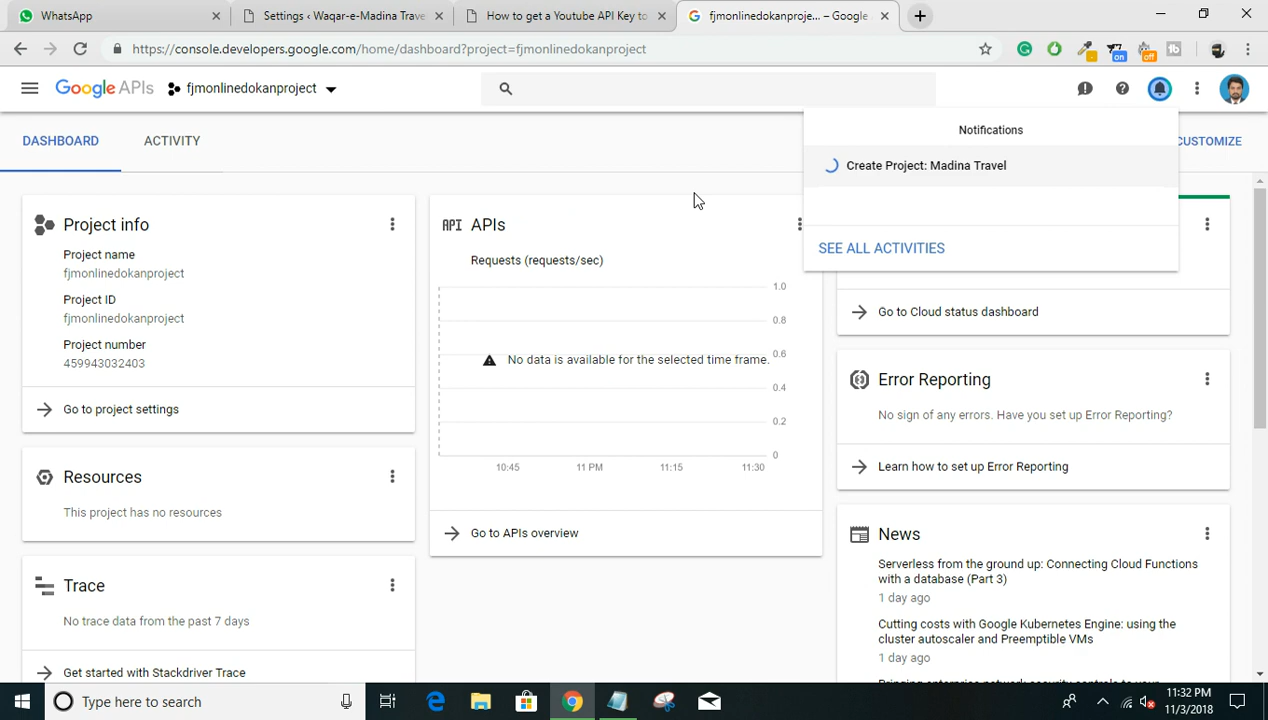 WhatsApp
Settings ‹ Waqar-e-Madina Trave
How to get a Youtube API Key to
fjmonlinedokanproje... – Google
https://console.developers.google.com/home/dashboard?project=fjmonlinedokanproject
Google APIs
fjmonlinedokanproject
DASHBOARD
ACTIVITY
CUSTOMIZE
Notifications
Create Project: Madina Travel
SEE ALL ACTIVITIES
Project info
Project name
fjmonlinedokanproject
Project ID
fjmonlinedokanproject
Project number
459943032403
Go to project settings
Resources
This project has no resources
Trace
No trace data from the past 7 days
Get started with Stackdriver Trace
API APIs
Requests (requests/sec)
1.0
0.8
0.6
0.4
0.2
0
No data is available for the selected time frame.
10:45
11 PM
11:15
11:30
Go to APIs overview
Go to Cloud status dashboard
Error Reporting
No sign of any errors. Have you set up Error Reporting?
Learn how to set up Error Reporting
News
Serverless from the ground up: Connecting Cloud Functions
with a database (Part 3)
1 day ago
Cutting costs with Google Kubernetes Engine: using the
cluster autoscaler and Preemptible VMs
1 day ago
on
off
Type here to search
11:32 PM
11/3/2018